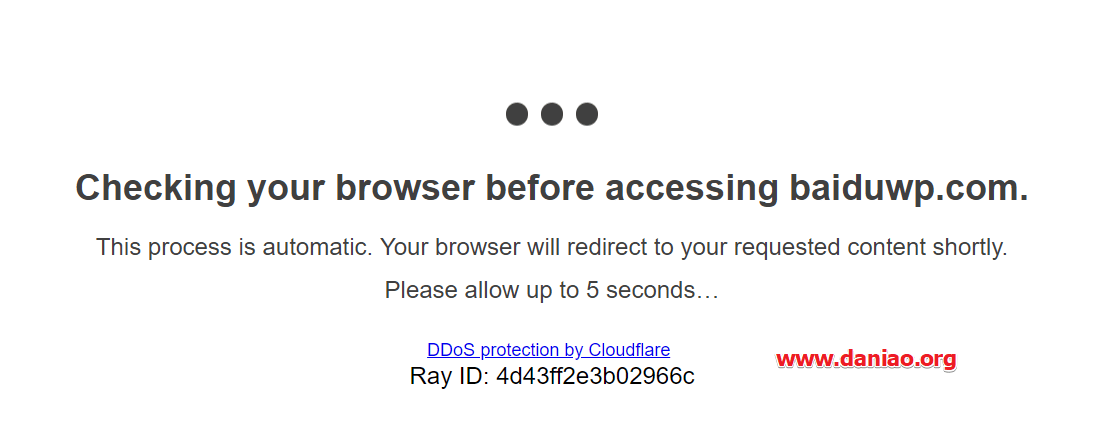 Checking your browser before accessing baiduwp.com.
This process is automatic. Your browser will redirect to your requested content shortly.
Please allow up to 5 seconds…
DDoS protection by Cloudflare
www.daniao.org
Ray ID: 4d43ff2e3b02966c